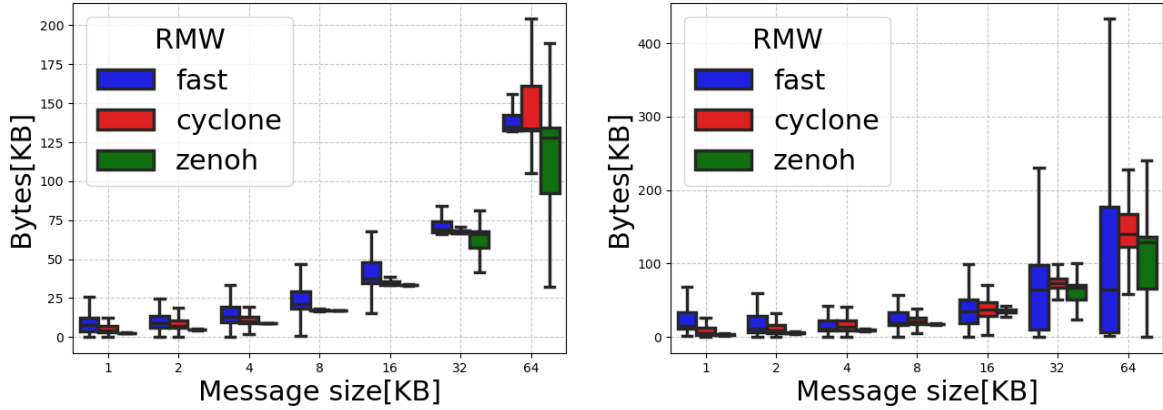 Bytes[KB]
200
175
150
125
100
75
50
25
0
RMW
fast
cyclone
zenoh
1 2 4 8 16 32 64
Message size[KB]
Bytes[KB]
400
300
200
100
0
RMW
fast
cyclone
zenoh
1 2 4 8 16 32 64
Message size[KB]